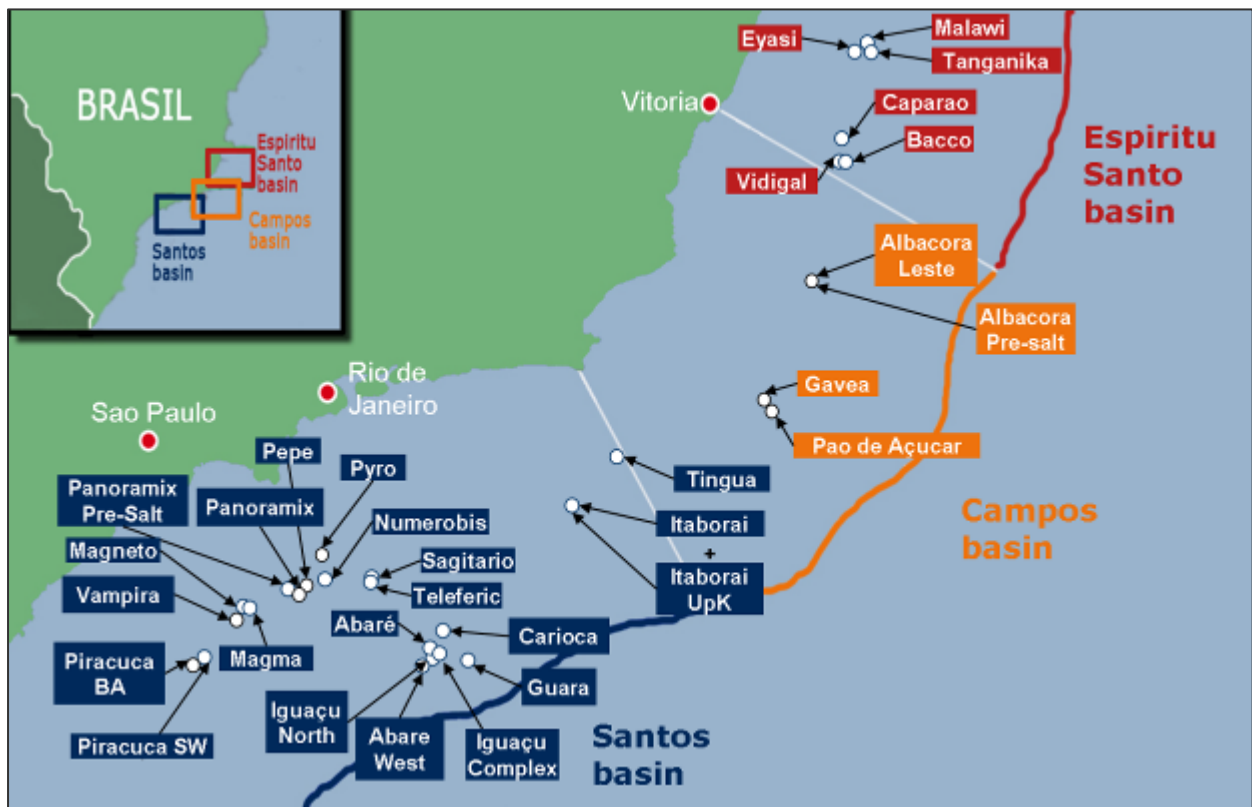 BRASIL
Espiritu
Santo
basin
Campos
basin
Santos
basin
Eyasi
Malawi
Tanganika
Vitoria
Caparao
Bacco
Vidigal
Espiritu
Santo
basin
Albacora
Leste
Albacora
Pre-salt
Rio de
Janeiro
Sao Paulo
Gavea
Pao de Açucar
Pepe
Pyro
Tingua
Panoramix
Pre-Salt
Panoramix
Numerobis
Itaborai
+
Itaborai
UpK
Campos
basin
Magneto
Sagitario
Vampira
Teleferic
Abaré
Carioca
Magma
Piracuca
BA
Guara
Iguaçu
North
Piracuca SW
Abare
West
Iguaçu
Complex
Santos
basin